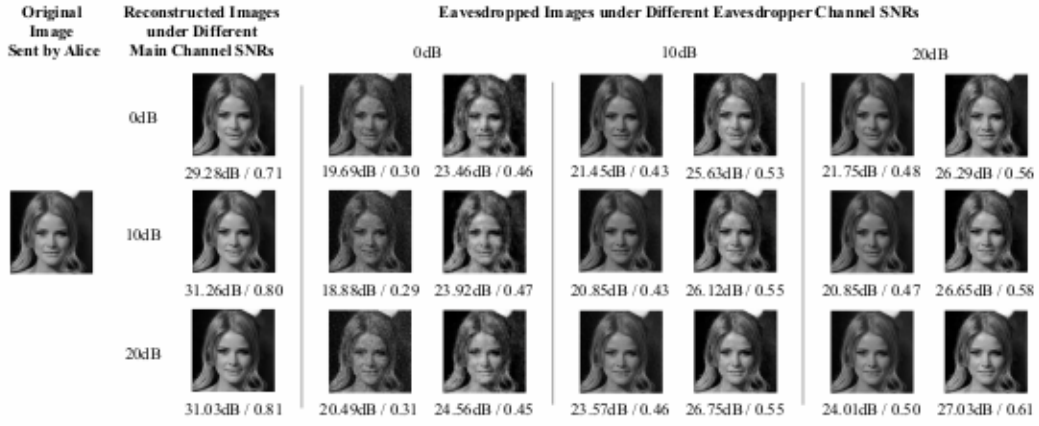 Original
Image
Sent by Alice
Reconstructed Images
under Different
Main Channel SNRs
Eavesdropped Images under Different Eavesdropper Channel SNRs
0dB 10dB 20dB
0dB
29.28dB / 0.71 19.69dB / 0.30 23.46dB / 0.46 21.45dB / 0.43 25.63dB / 0.53 21.75dB / 0.48 26.29dB / 0.56
10dB
31.26dB / 0.80 18.88dB / 0.29 23.92dB / 0.47 20.85dB / 0.43 26.12dB / 0.55 20.85dB / 0.47 26.65dB / 0.58
20dB
31.03dB / 0.81 20.49dB / 0.31 24.56dB / 0.45 23.57dB / 0.46 26.75dB / 0.55 24.01dB / 0.50 27.03dB / 0.61